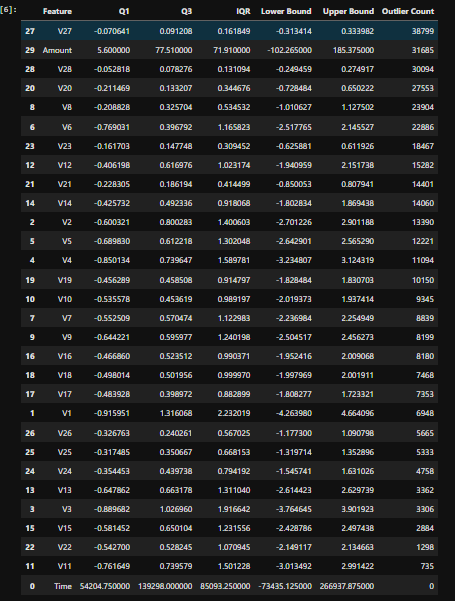 [6]:
Feature Q1 Q3 IQR Lower Bound Upper Bound Outlier Count
27 V27 -0.070641 0.091208 0.161849 -0.313414 0.333982 38799
29 Amount 5.600000 77.510000 71.910000 -102.265000 185.375000 31685
28 V28 -0.052818 0.078276 0.131094 -0.249459 0.274917 30094
20 V20 -0.211469 0.133207 0.344676 -0.728484 0.650222 27553
8 V8 -0.208828 0.325704 0.534532 -1.010627 1.127502 23904
6 V6 -0.769031 0.396792 1.165823 -2.517765 2.145527 22886
23 V23 -0.161703 0.147748 0.309452 -0.625881 0.611926 18467
12 V12 -0.406198 0.616976 1.023174 -1.940959 2.151738 15282
21 V21 -0.228305 0.186194 0.414499 -0.850053 0.807941 14401
14 V14 -0.425732 0.492336 0.918068 -1.802834 1.869438 14060
2 V2 -0.600321 0.800283 1.400603 -2.701226 2.901188 13390
5 V5 -0.689830 0.612218 1.302048 -2.642901 2.565290 12221
4 V4 -0.850134 0.739647 1.589781 -3.234807 3.124319 11094
19 V19 -0.456289 0.458508 0.914797 -1.828484 1.830703 10150
10 V10 -0.535578 0.453619 0.989197 -2.019373 1.937414 9345
7 V7 -0.552509 0.570474 1.122983 -2.236984 2.254949 8839
9 V9 -0.644221 0.595977 1.240198 -2.504517 2.456273 8199
16 V16 -0.466860 0.523512 0.990371 -1.952416 2.009068 8180
18 V18 -0.498014 0.501956 0.999970 -1.997969 2.001911 7468
17 V17 -0.483928 0.398972 0.882899 -1.808277 1.723321 7353
1 V1 -0.915951 1.316068 2.232019 -4.263980 4.664096 6948
26 V26 -0.326763 0.240261 0.567025 -1.177300 1.090798 5665
25 V25 -0.317485 0.350667 0.668153 -1.319714 1.352896 5333
24 V24 -0.354453 0.439738 0.794192 -1.545741 1.631026 4758
13 V13 -0.647862 0.663178 1.311040 -2.614423 2.629739 3362
3 V3 -0.889682 1.026960 1.916642 -3.764645 3.901923 3306
15 V15 -0.581452 0.650104 1.231556 -2.428786 2.497438 2884
22 V22 -0.542700 0.528245 1.070945 -2.149117 2.134663 1298
11 V11 -0.761649 0.739579 1.501228 -3.013492 2.991422 735
0 Time 54204.750000 139298.000000 85093.250000 -73435.125000 266937.875000 0